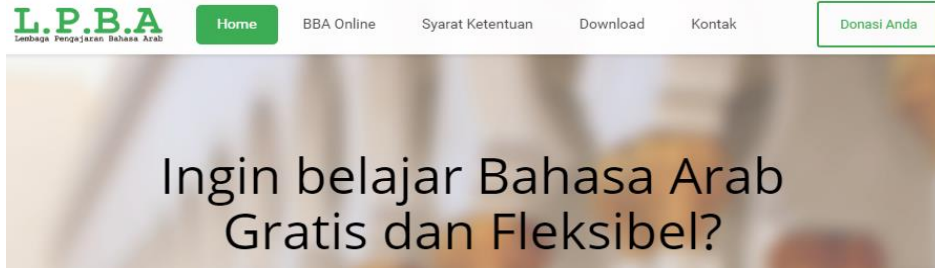 L.P.B.A
Lembaga Pengajaran Bahasa Arab
Home
BBA Online
Syarat Ketentuan
Download
Kontak
Donasi Anda
Ingin belajar Bahasa Arab
Gratis dan Fleksibel?